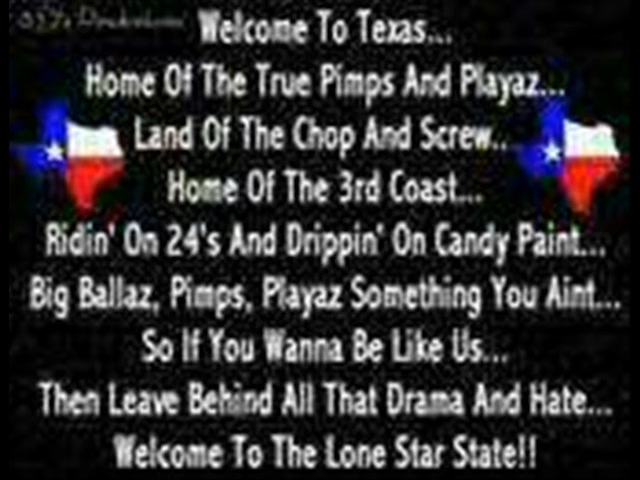 Welcome To Texas...
Home Of The True Pimps And Playaz...
Land Of The Chop And Screw..
Home Of The 3rd Coast...
Ridin' On 24's And Drippin' On Candy Paint...
Big Ballaz, Pimps, Playaz Something You Aint...
So If You Wanna Be Like Us...
Then Leave Behind All That Drama And Hate...
Welcome To The Lone Star State!!